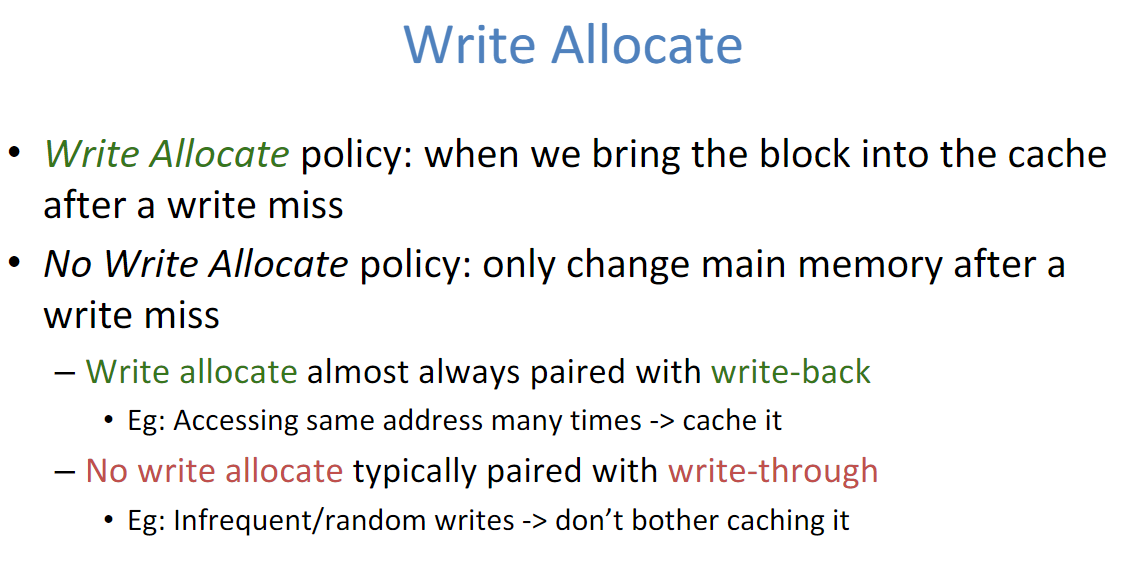 Write Allocate
• Write Allocate policy: when we bring the block into the cache
after a write miss
• No Write Allocate policy: only change main memory after a
write miss
– Write allocate almost always paired with write-back
• Eg: Accessing same address many times -> cache it
– No write allocate typically paired with write-through
• Eg: Infrequent/random writes -> don’t bother caching it